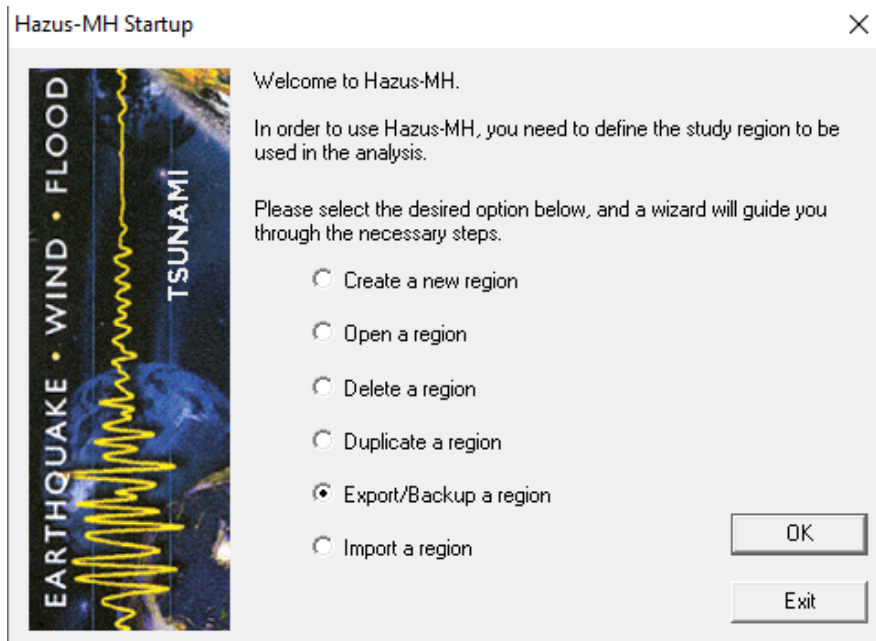 Hazus-MH Startup
EARTHQUAKE • WIND • FLOOD
TSUNAMI
Welcome to Hazus-MH.
In order to use Hazus-MH, you need to define the study region to be
used in the analysis.
Please select the desired option below, and a wizard will guide you
through the necessary steps.
Create a new region
Open a region
Delete a region
Duplicate a region
Export/Backup a region
Import a region
OK
Exit